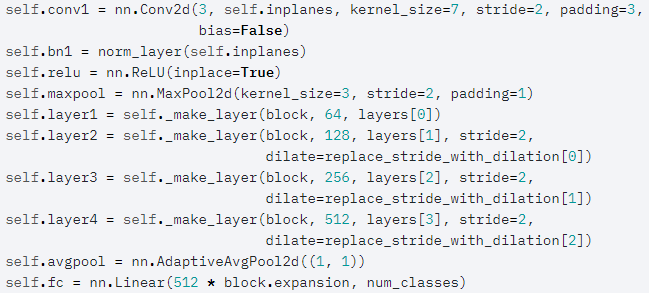 self.conv1 = nn.Conv2d(3, self.inplanes, kernel_size=7, stride=2, padding=3,
bias=False)
self.bn1 = norm_layer(self.inplanes)
self.relu = nn.ReLU(inplace=True)
self.maxpool = nn.MaxPool2d(kernel_size=3, stride=2, padding=1)
self.layer1 = self._make_layer(block, 64, layers[0])
self.layer2 = self._make_layer(block, 128, layers[1], stride=2,
dilate=replace_stride_with_dilation[0])
self.layer3 = self._make_layer(block, 256, layers[2], stride=2,
dilate=replace_stride_with_dilation[1])
self.layer4 = self._make_layer(block, 512, layers[3], stride=2,
dilate=replace_stride_with_dilation[2])
self.avgpool = nn.AdaptiveAvgPool2d((1, 1))
self.fc = nn.Linear(512 * block.expansion, num_classes)